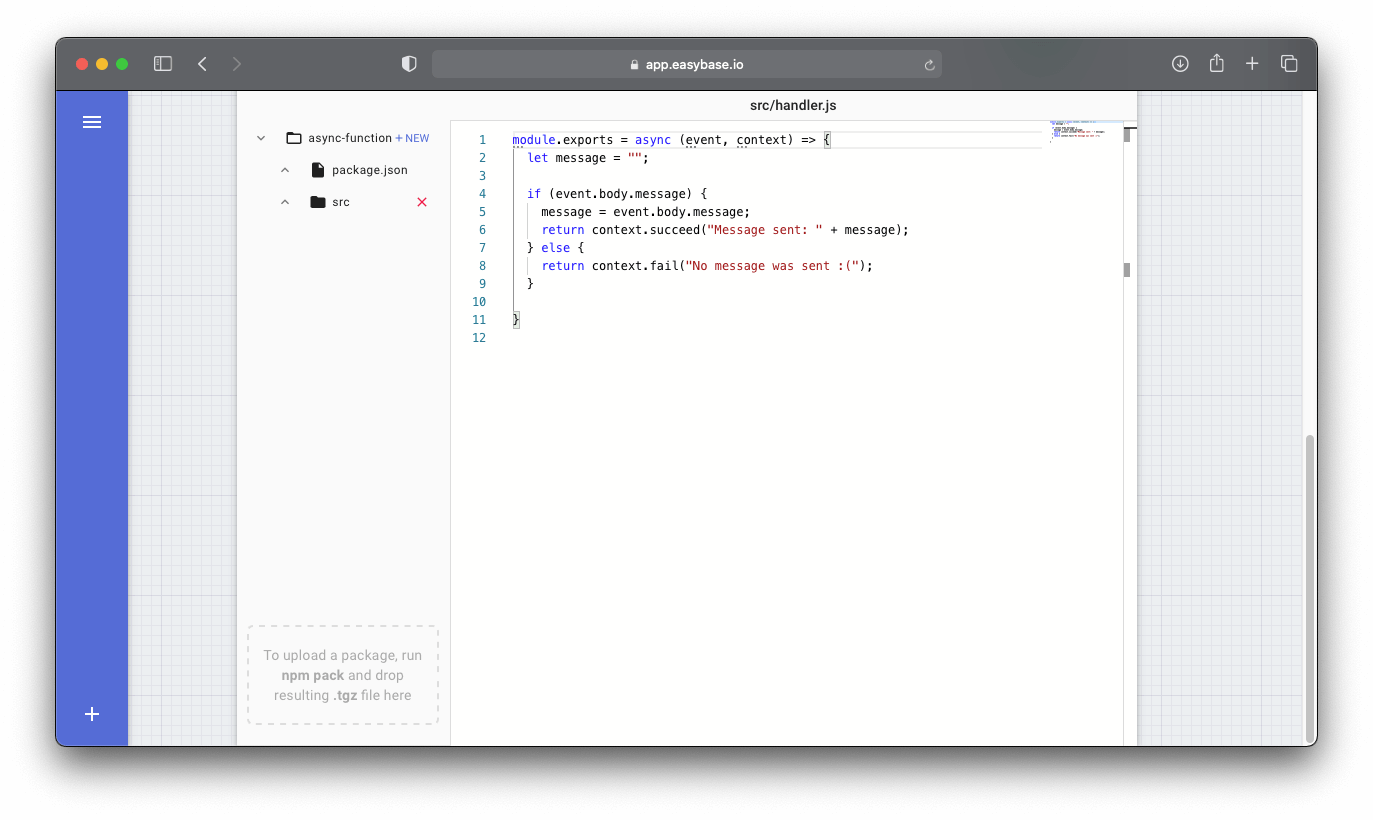 app.easybase.io
src/handler.js
async-function + NEW
package.json
src
1 module.exports = async (event, context) => {
2 let message = "";
3
4 if (event.body.message) {
5 message = event.body.message;
6 return context.succeed("Message sent: " + message);
7 } else {
8 return context.fail("No message was sent :(");
9 }
10
11 }
12
To upload a package, run
npm pack and drop
resulting .tgz file here